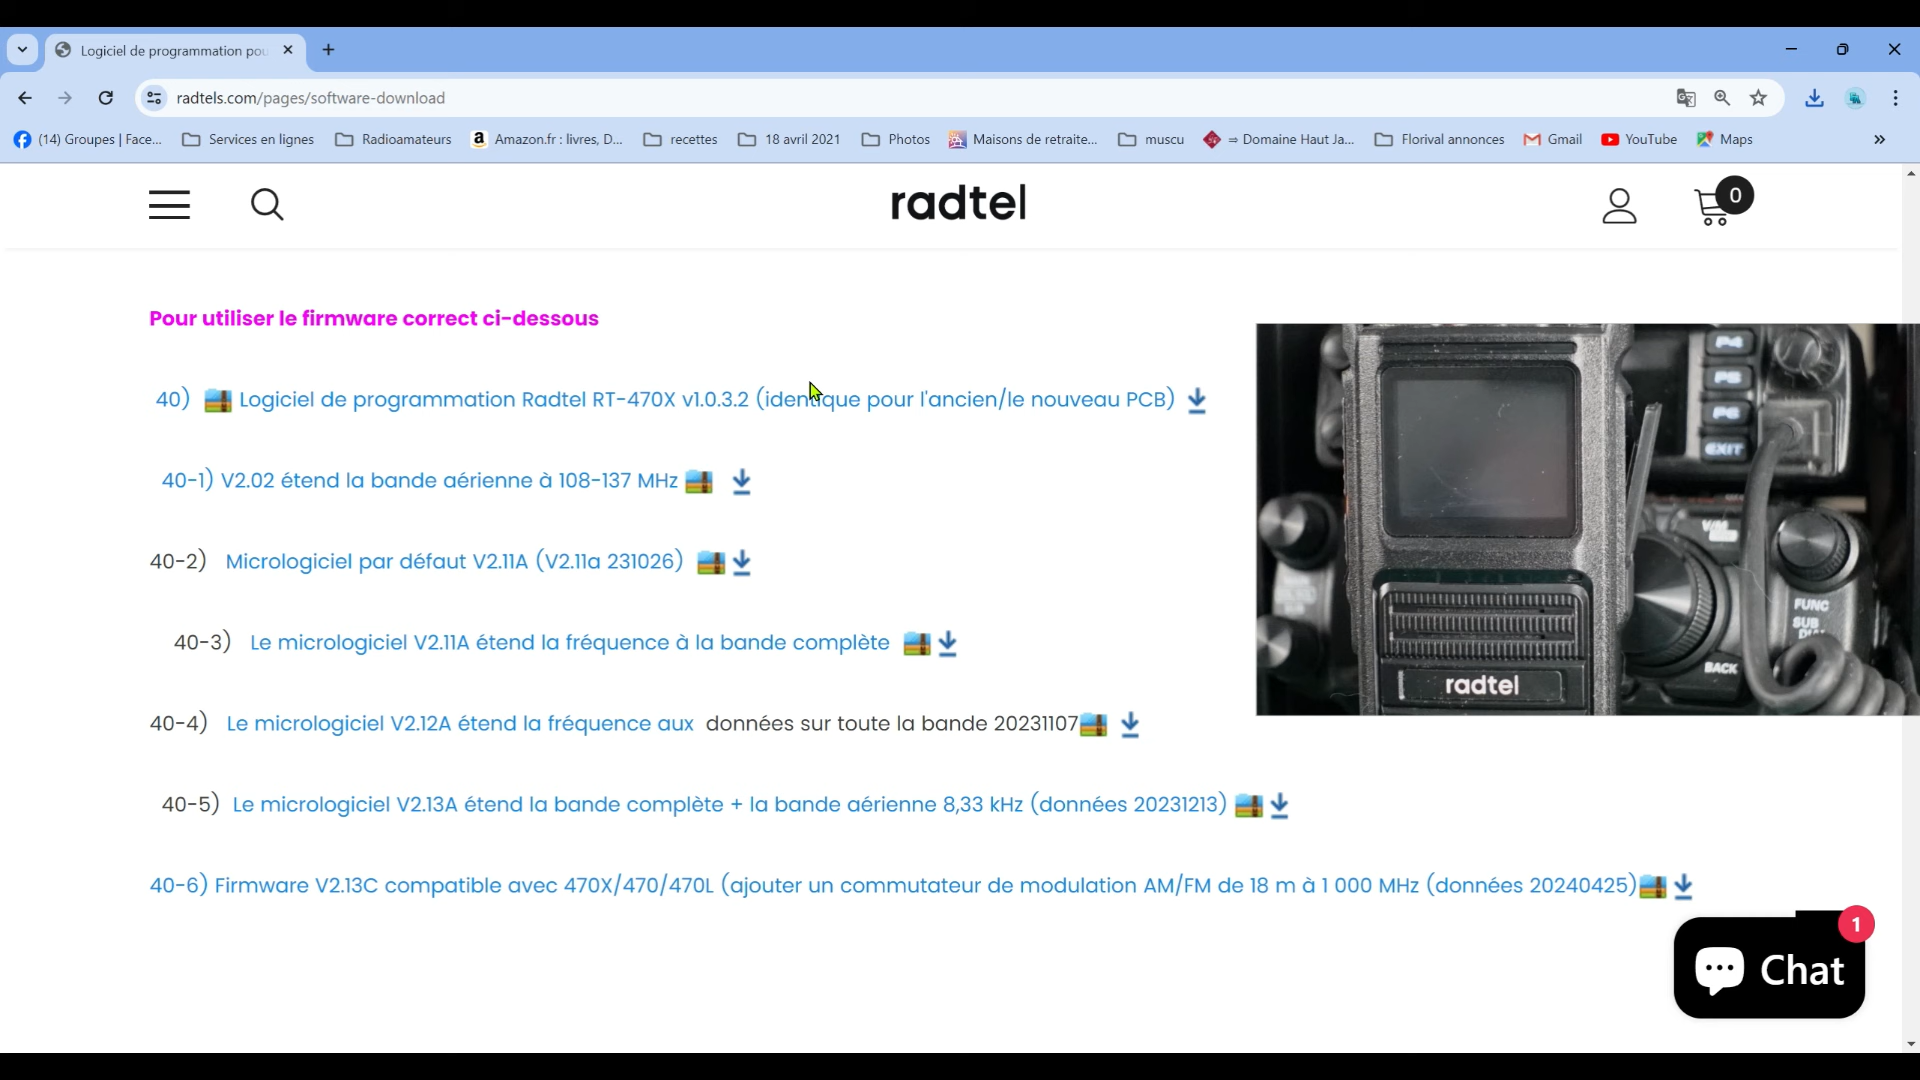 Logiciel de programmation pou
radtels.com/pages/software-download
(14) Groupes | Face...
Services en lignes
Radioamateurs
Amazon.fr : livres, D...
recettes
18 avril 2021
Photos
Maisons de retraite...
muscu
⇒ Domaine Haut Ja...
Florival annonces
Gmail
YouTube
Maps
»
radtel
0
Pour utiliser le firmware correct ci-dessous
40) Logiciel de programmation Radtel RT-470X v1.0.3.2 (identique pour l'ancien/le nouveau PCB)
40-1) V2.02 étend la bande aérienne à 108-137 MHz
40-2) Micrologiciel par défaut V2.11A (V2.11a 231026)
40-3) Le micrologiciel V2.11A étend la fréquence à la bande complète
40-4) Le micrologiciel V2.12A étend la fréquence aux données sur toute la bande 20231107
40-5) Le micrologiciel V2.13A étend la bande complète + la bande aérienne 8,33 kHz (données 20231213)
40-6) Firmware V2.13C compatible avec 470X/470/470L (ajouter un commutateur de modulation AM/FM de 18 m à 1 000 MHz (données 20240425)
P4
EXIT
FUNC
SUB
BACK
radtel
1
Chat